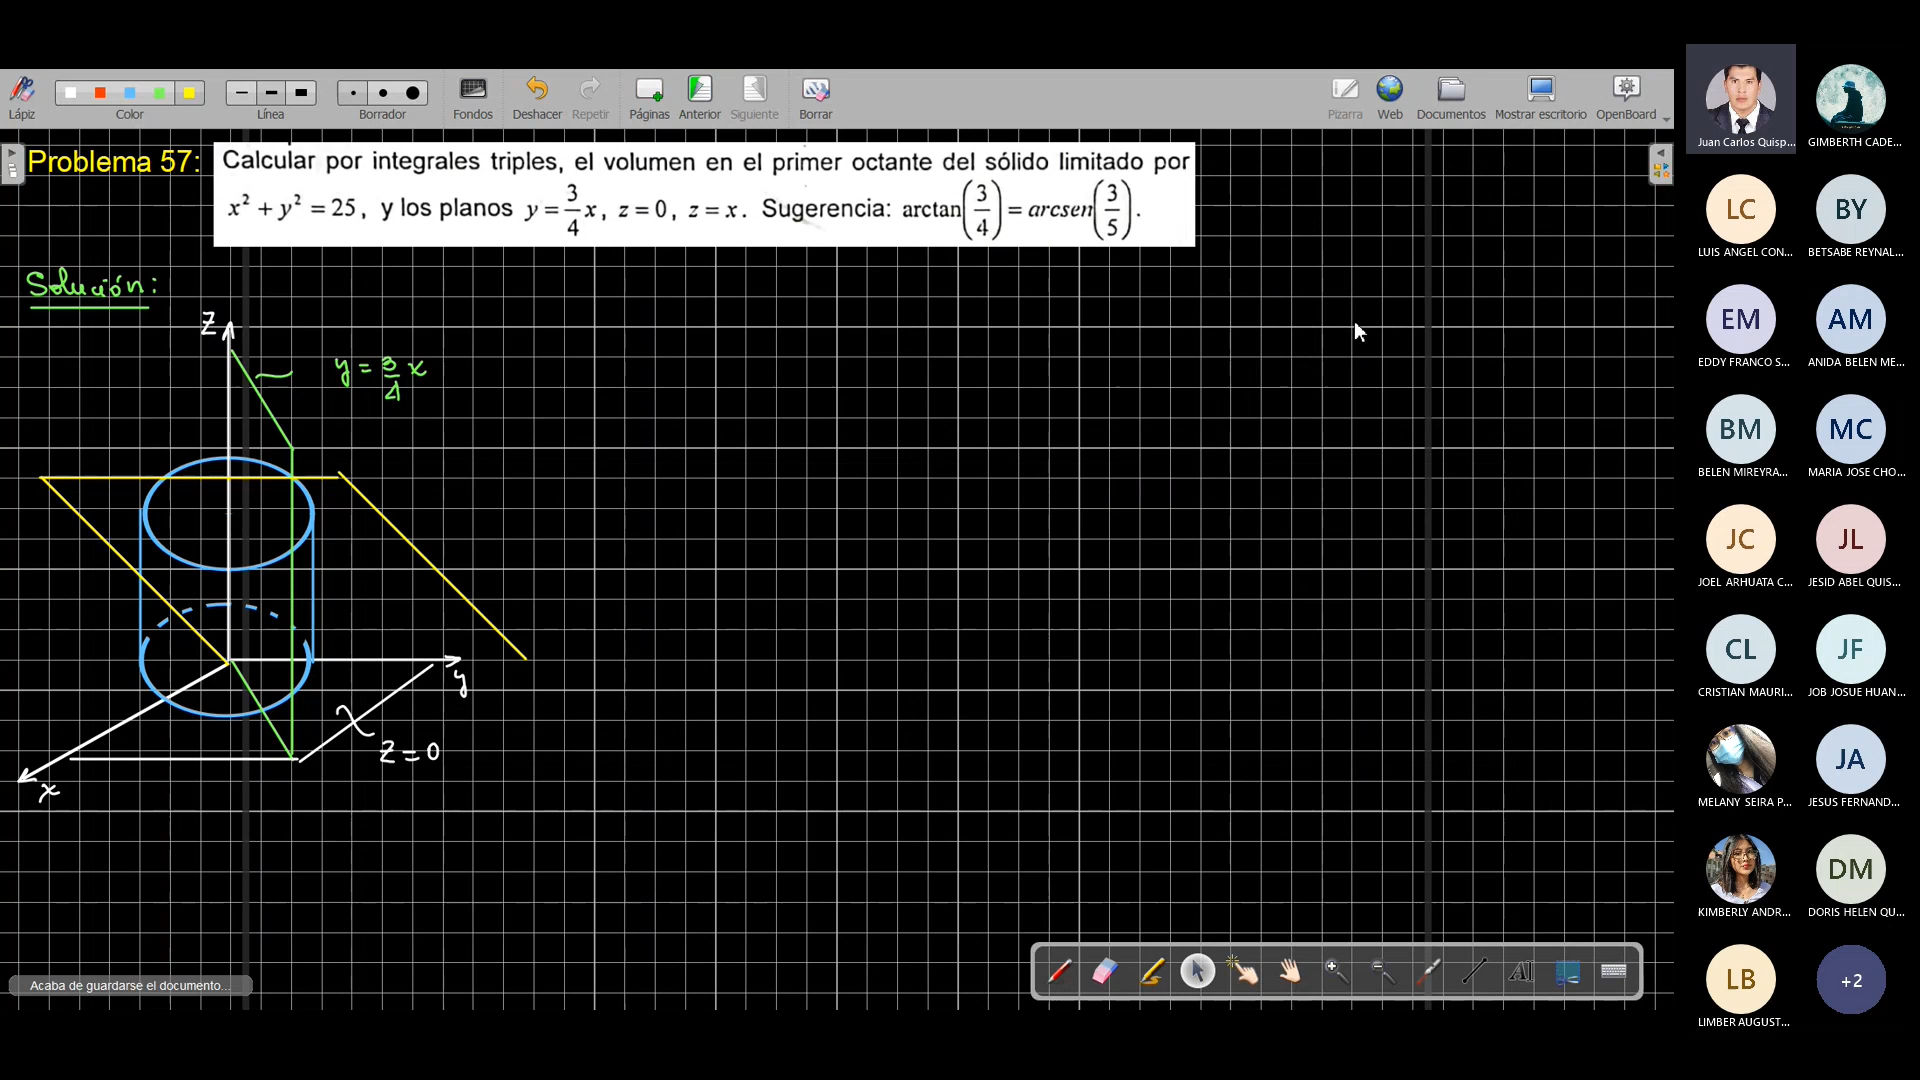 Lápiz
Color
Línea
Borrador
Fondos
Deshacer
Repetir
Páginas
Anterior
Siguiente
Borrar
Pizarra
Web
Documentos
Mostrar escritorio
OpenBoard
Problema 57:
Calcular por integrales triples, el volumen en el primer octante del sólido limitado por
x² + y² = 25, y los planos y = 3/4 x, z = 0, z = x. Sugerencia: arctan(3/4) = arcsen(3/5).
Solución:
z
y = 3/4 x
y
z = 0
x
Acaba de guardarse el documento...
Juan Carlos Quisp...
GIMBERTH CADE...
LC
LUIS ANGEL CON...
BY
BETSABE REYNAL...
EM
EDDY FRANCO S...
AM
ANIDA BELEN ME...
BM
BELEN MIREYRA...
MC
MARIA JOSE CHO...
JC
JOEL ARHUATA C...
JL
JESID ABEL QUIS...
CL
CRISTIAN MAURI...
JF
JOB JOSUE HUAN...
MELANY SEIRA P...
JA
JESUS FERNAND...
KIMBERLY ANDR...
DM
DORIS HELEN QU...
LB
LIMBER AUGUST...
+2